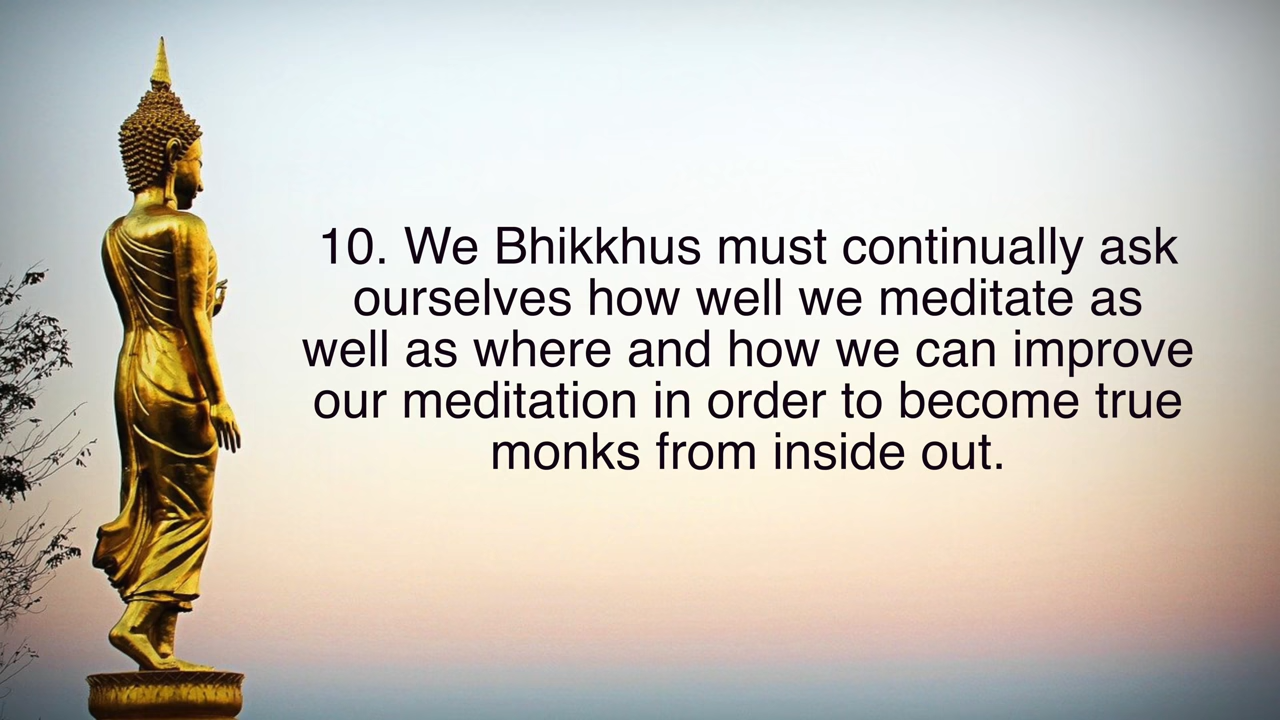 10. We Bhikkhus must continually ask
ourselves how well we meditate as
well as where and how we can improve
our meditation in order to become true
monks from inside out.